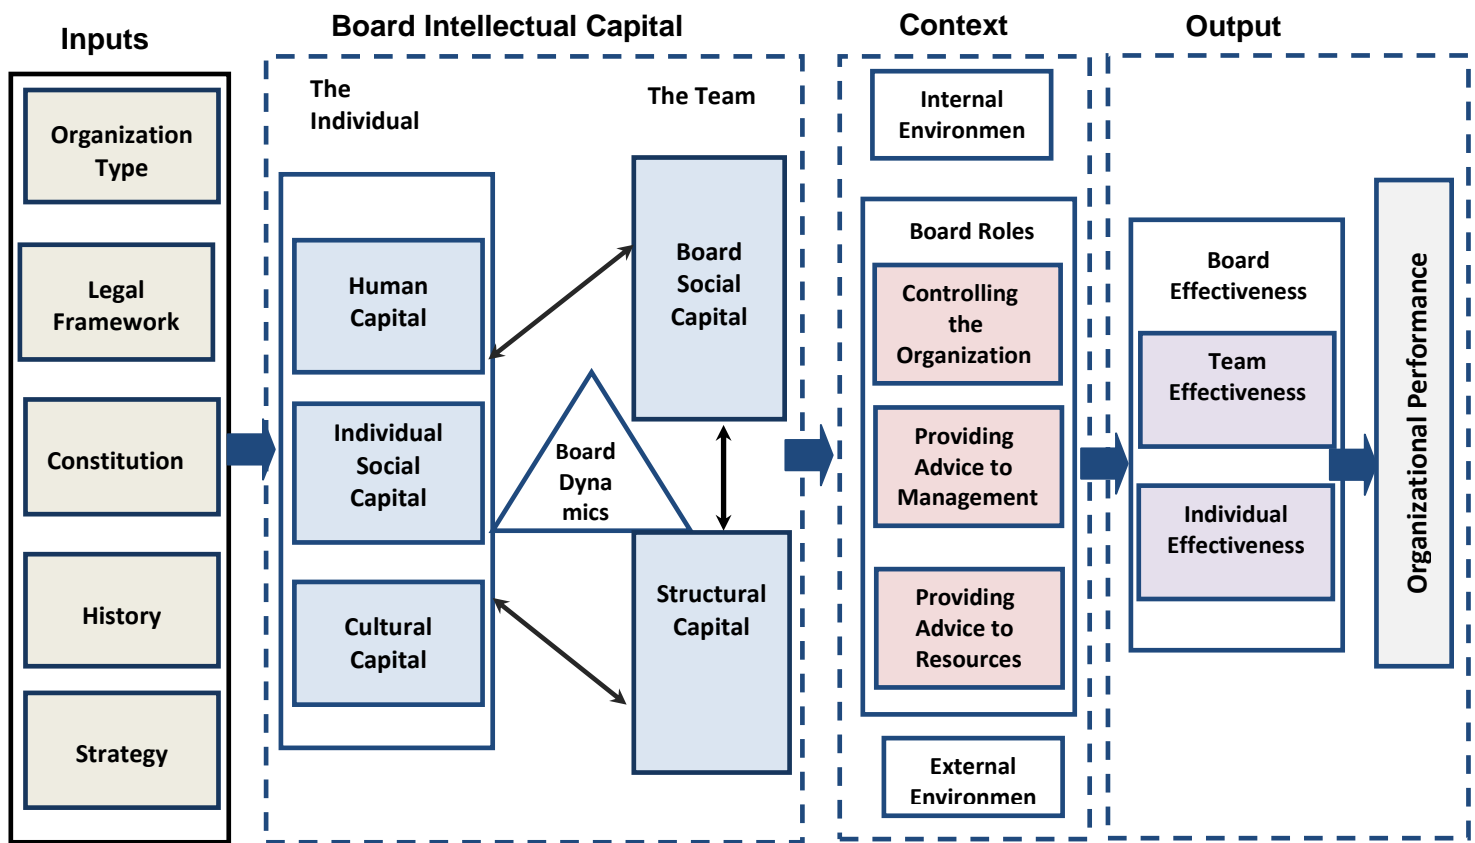 Inputs
Board Intellectual Capital
Context
Output
Organization
Type
Legal
Framework
Constitution
History
Strategy
The
Individual
The Team
Human
Capital
Individual
Social
Capital
Cultural
Capital
Board
Dyna
mics
Board
Social
Capital
Structural
Capital
Internal
Environmen
Board Roles
Controlling
the
Organization
Providing
Advice to
Management
Providing
Advice to
Resources
External
Environmen
Board
Effectiveness
Team
Effectiveness
Individual
Effectiveness
Organizational Performance